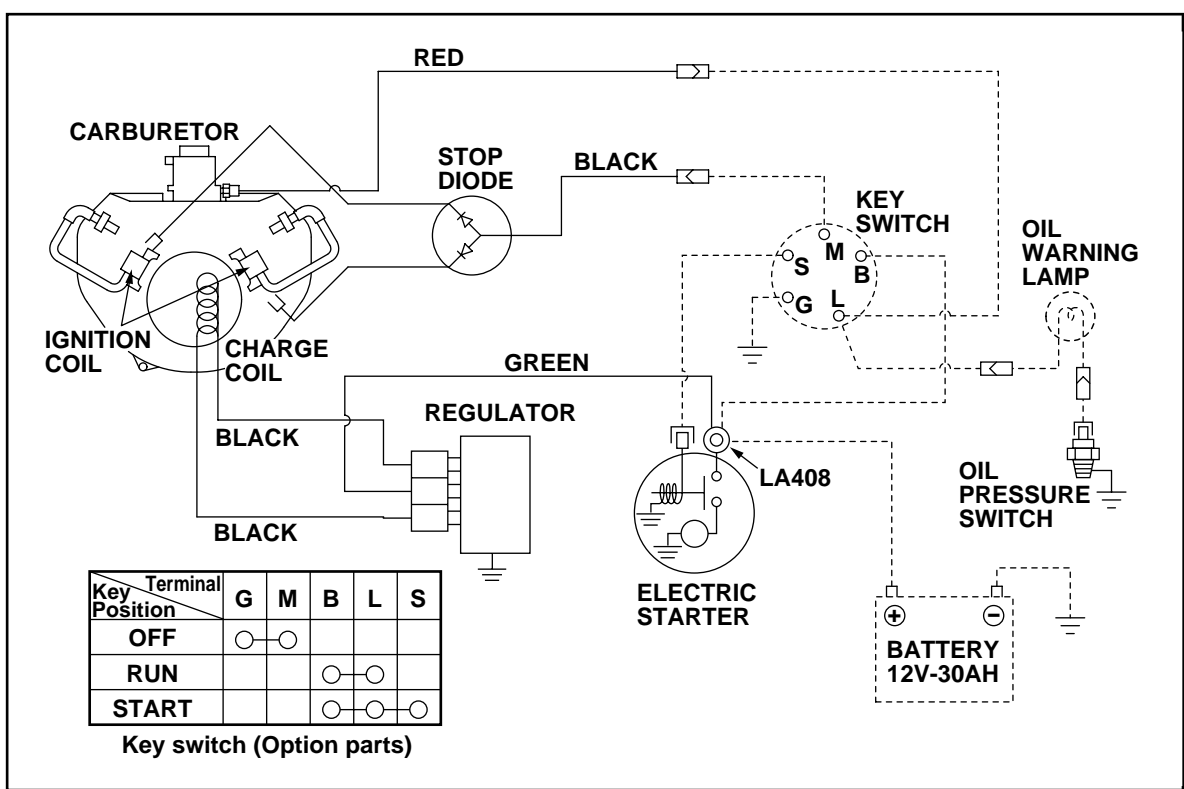 RED
CARBURETOR
STOP
DIODE
BLACK
KEY
SWITCH
OIL
WARNING
LAMP
M
S
B
G
L
IGNITION
COIL
CHARGE
COIL
GREEN
REGULATOR
BLACK
LA408
OIL
PRESSURE
SWITCH
BLACK
ELECTRIC
STARTER
+
−
BATTERY
12V-30AH
Terminal
Key
Position
G M B L S
OFF
RUN
START
Key switch (Option parts)